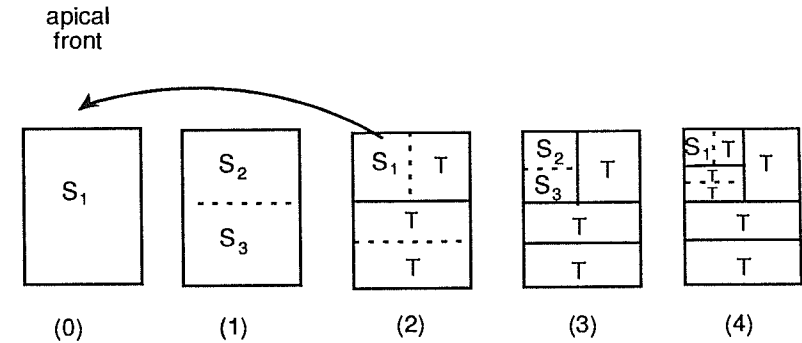 apical
front
S1
S2
S3
S1 T
T
T
S2
S3
T
T
T
S1 T
T
T
T
T
T
(0) (1) (2) (3) (4)